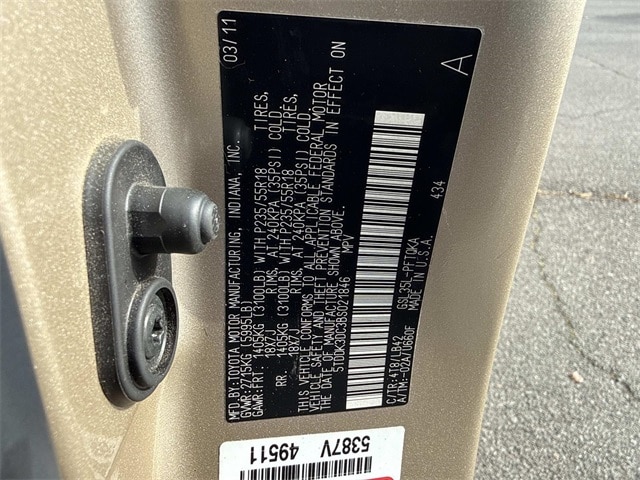 MFD. BY: TOYOTA MOTOR MANUFACTURING, INDIANA, INC. 03/11
GVWR: 2715KG (5995LB)
GAWR: FRT. 1405KG (3100LB) WITH P235/55R18 TIRES,
18X7J RIMS, AT 240KPA (35PSI) COLD.
RR. 1405KG (3100LB) WITH P235/55R18 TIRES,
18X7J RIMS, AT 240KPA (35PSI) COLD.
THIS VEHICLE CONFORMS TO ALL APPLICABLE FEDERAL MOTOR
VEHICLE SAFETY AND THEFT PREVENTION STANDARDS IN EFFECT ON
THE DATE OF MANUFACTURE SHOWN ABOVE.
5TDDK3DC3BS021846 MPV
C/TR: 4T8/LB42 GSL35L-PFTQKA 434
A/TM: -02A/U660F MADE IN U.S.A. A
5387V
49511